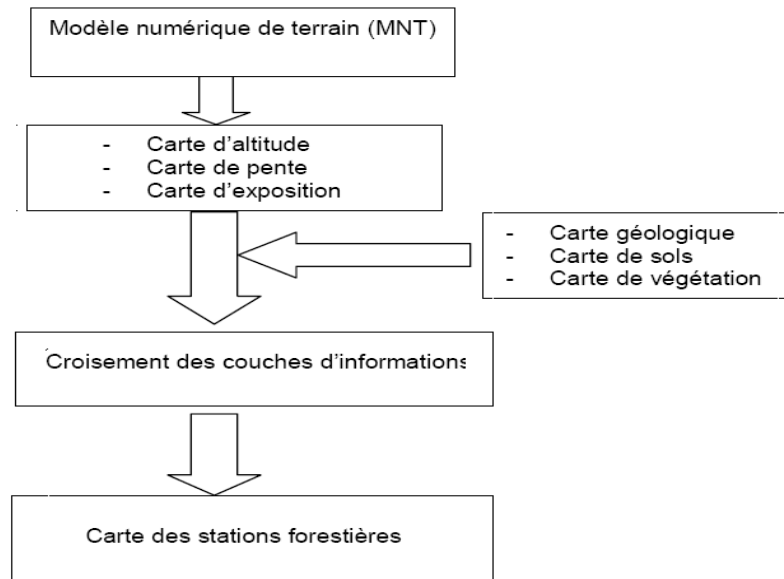 Modèle numérique de terrain (MNT)
- Carte d'altitude
- Carte de pente
- Carte d'exposition
- Carte géologique
- Carte de sols
- Carte de végétation
Croisement des couches d'informations
Carte des stations forestières